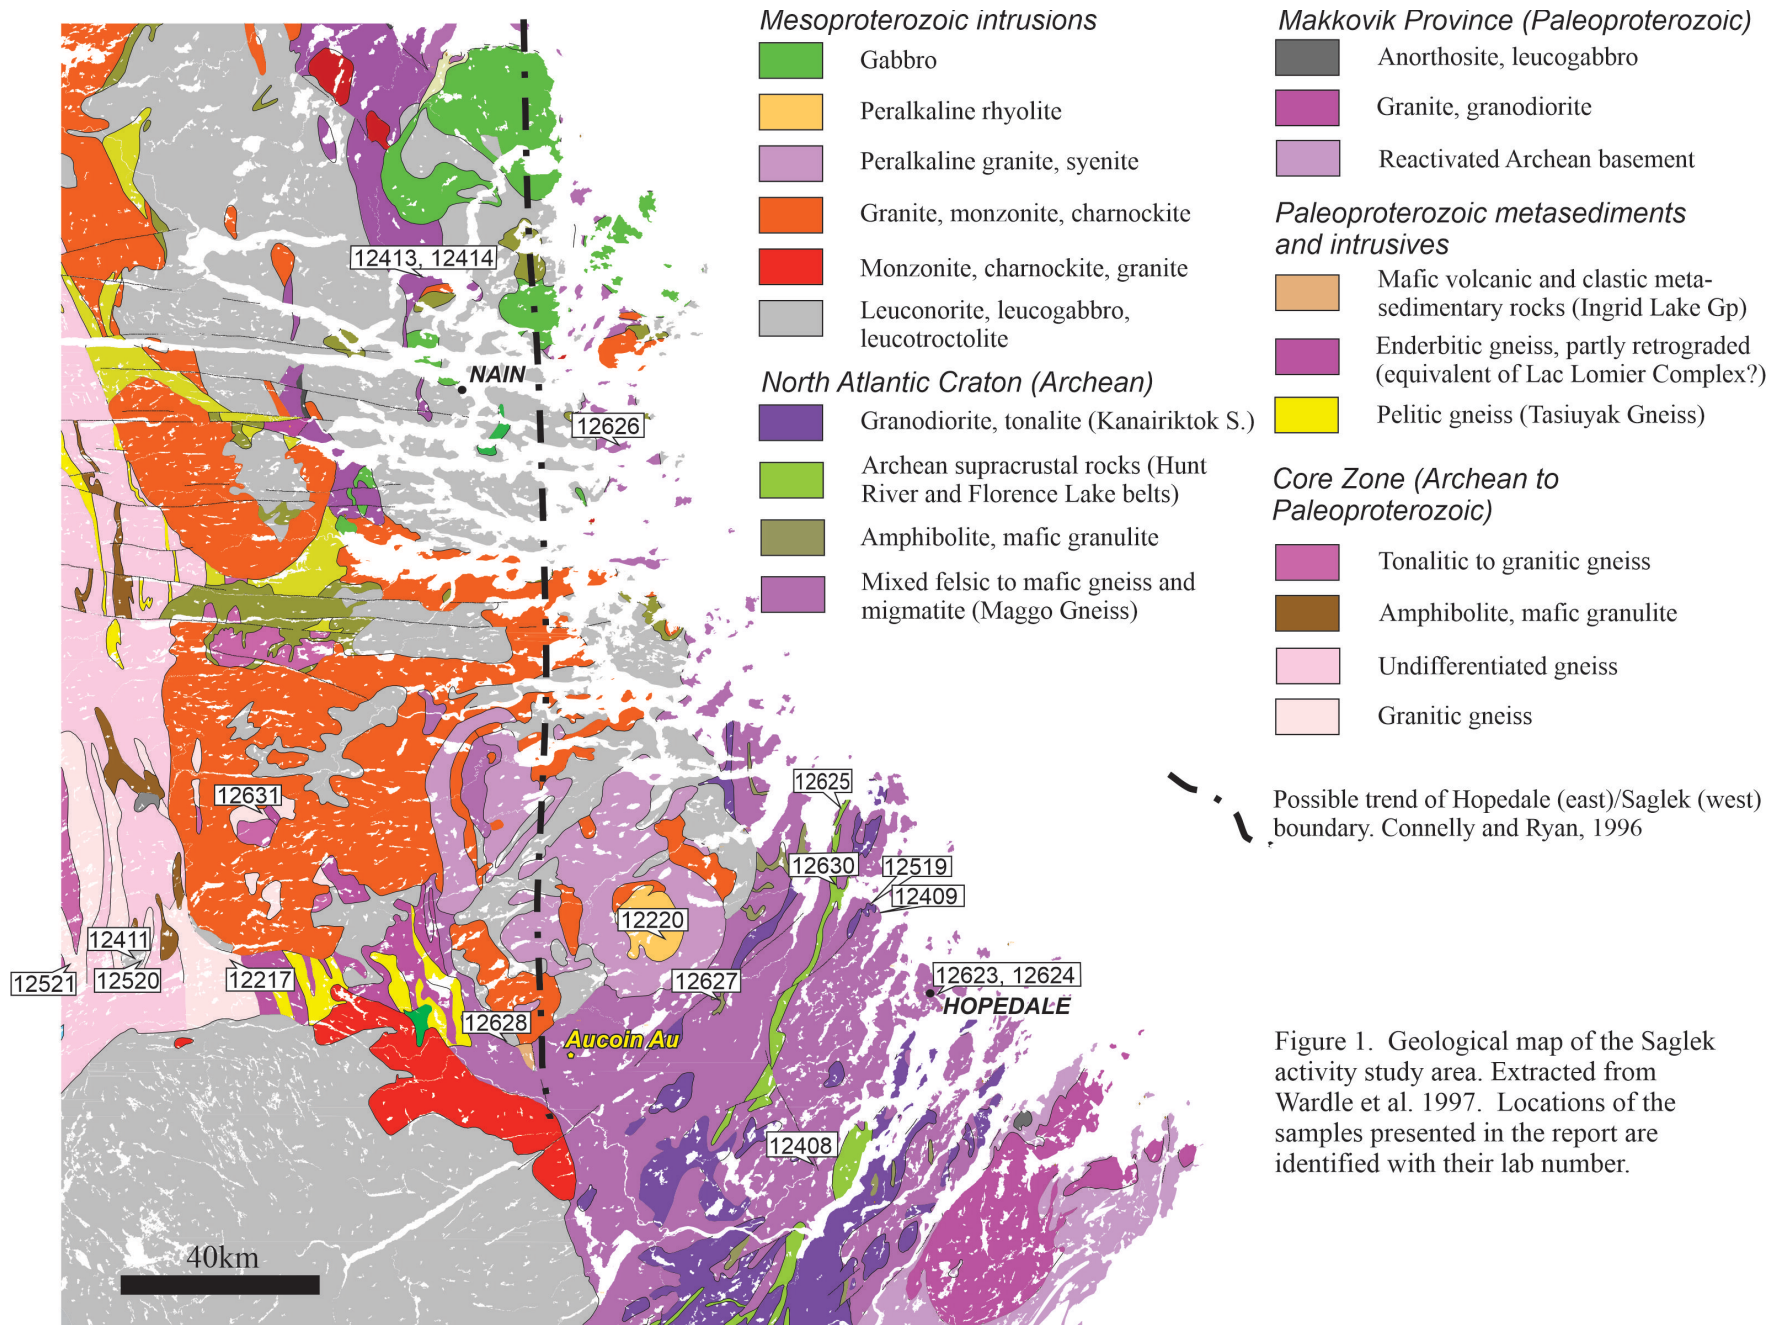 Mesoproterozoic intrusions
Gabbro
Peralkaline rhyolite
Peralkaline granite, syenite
Granite, monzonite, charnockite
Monzonite, charnockite, granite
Leuconorite, leucogabbro,
leucotroctolite
North Atlantic Craton (Archean)
Granodiorite, tonalite (Kanairiktok S.)
Archean supracrustal rocks (Hunt
River and Florence Lake belts)
Amphibolite, mafic granulite
Mixed felsic to mafic gneiss and
migmatite (Maggo Gneiss)
Makkovik Province (Paleoproterozoic)
Anorthosite, leucogabbro
Granite, granodiorite
Reactivated Archean basement
Paleoproterozoic metasediments
and intrusives
Mafic volcanic and clastic meta-
sedimentary rocks (Ingrid Lake Gp)
Enderbitic gneiss, partly retrograded
(equivalent of Lac Lomier Complex?)
Pelitic gneiss (Tasiuyak Gneiss)
Core Zone (Archean to
Paleoproterozoic)
Tonalitic to granitic gneiss
Amphibolite, mafic granulite
Undifferentiated gneiss
Granitic gneiss
Possible trend of Hopedale (east)/Saglek (west)
boundary. Connelly and Ryan, 1996
12413, 12414
NAIN
12626
12625
12631
12630
12519
12409
12220
12411
12521
12520
12217
12627
12623, 12624
HOPEDALE
12628
Aucoin Au
12408
40km
Figure 1.  Geological map of the Saglek
activity study area. Extracted from
Wardle et al. 1997.  Locations of the
samples presented in the report are
identified with their lab number.